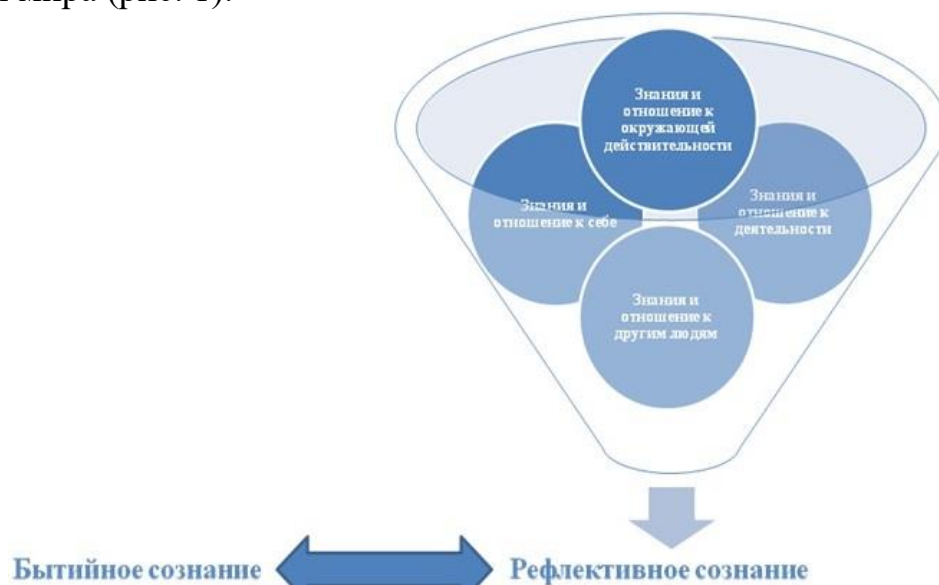 мира (рис. 1).
Знания и
отношение к
окружающей
действительности
Знания и
отношение к себе
Знания и
отношение к
деятельности
Знания и
отношение к
другим людям
Бытийное сознание
Рефлективное сознание